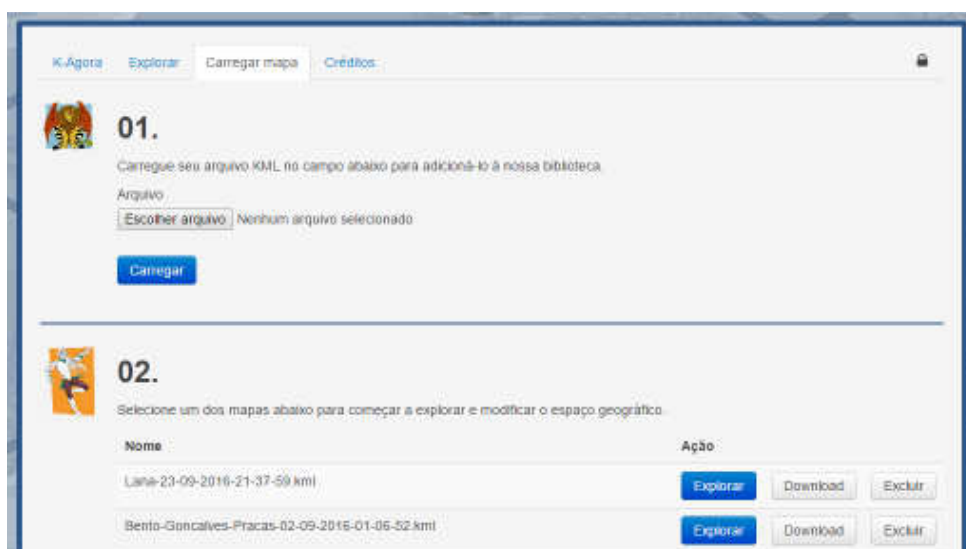 K-Ágora Explorar Carregar mapa Créditos
01.
Carregue seu arquivo KML no campo abaixo para adicioná-lo à nossa biblioteca.
Arquivo
Escolher arquivo Nenhum arquivo selecionado
Carregar
02.
Selecione um dos mapas abaixo para começar a explorar e modificar o espaço geográfico.
Nome Ação
Lana-23-09-2016-21-37-59.kml Explorar Download Excluir
Bento-Goncalves-Pracas-02-09-2016-01-06-52.kml Explorar Download Excluir